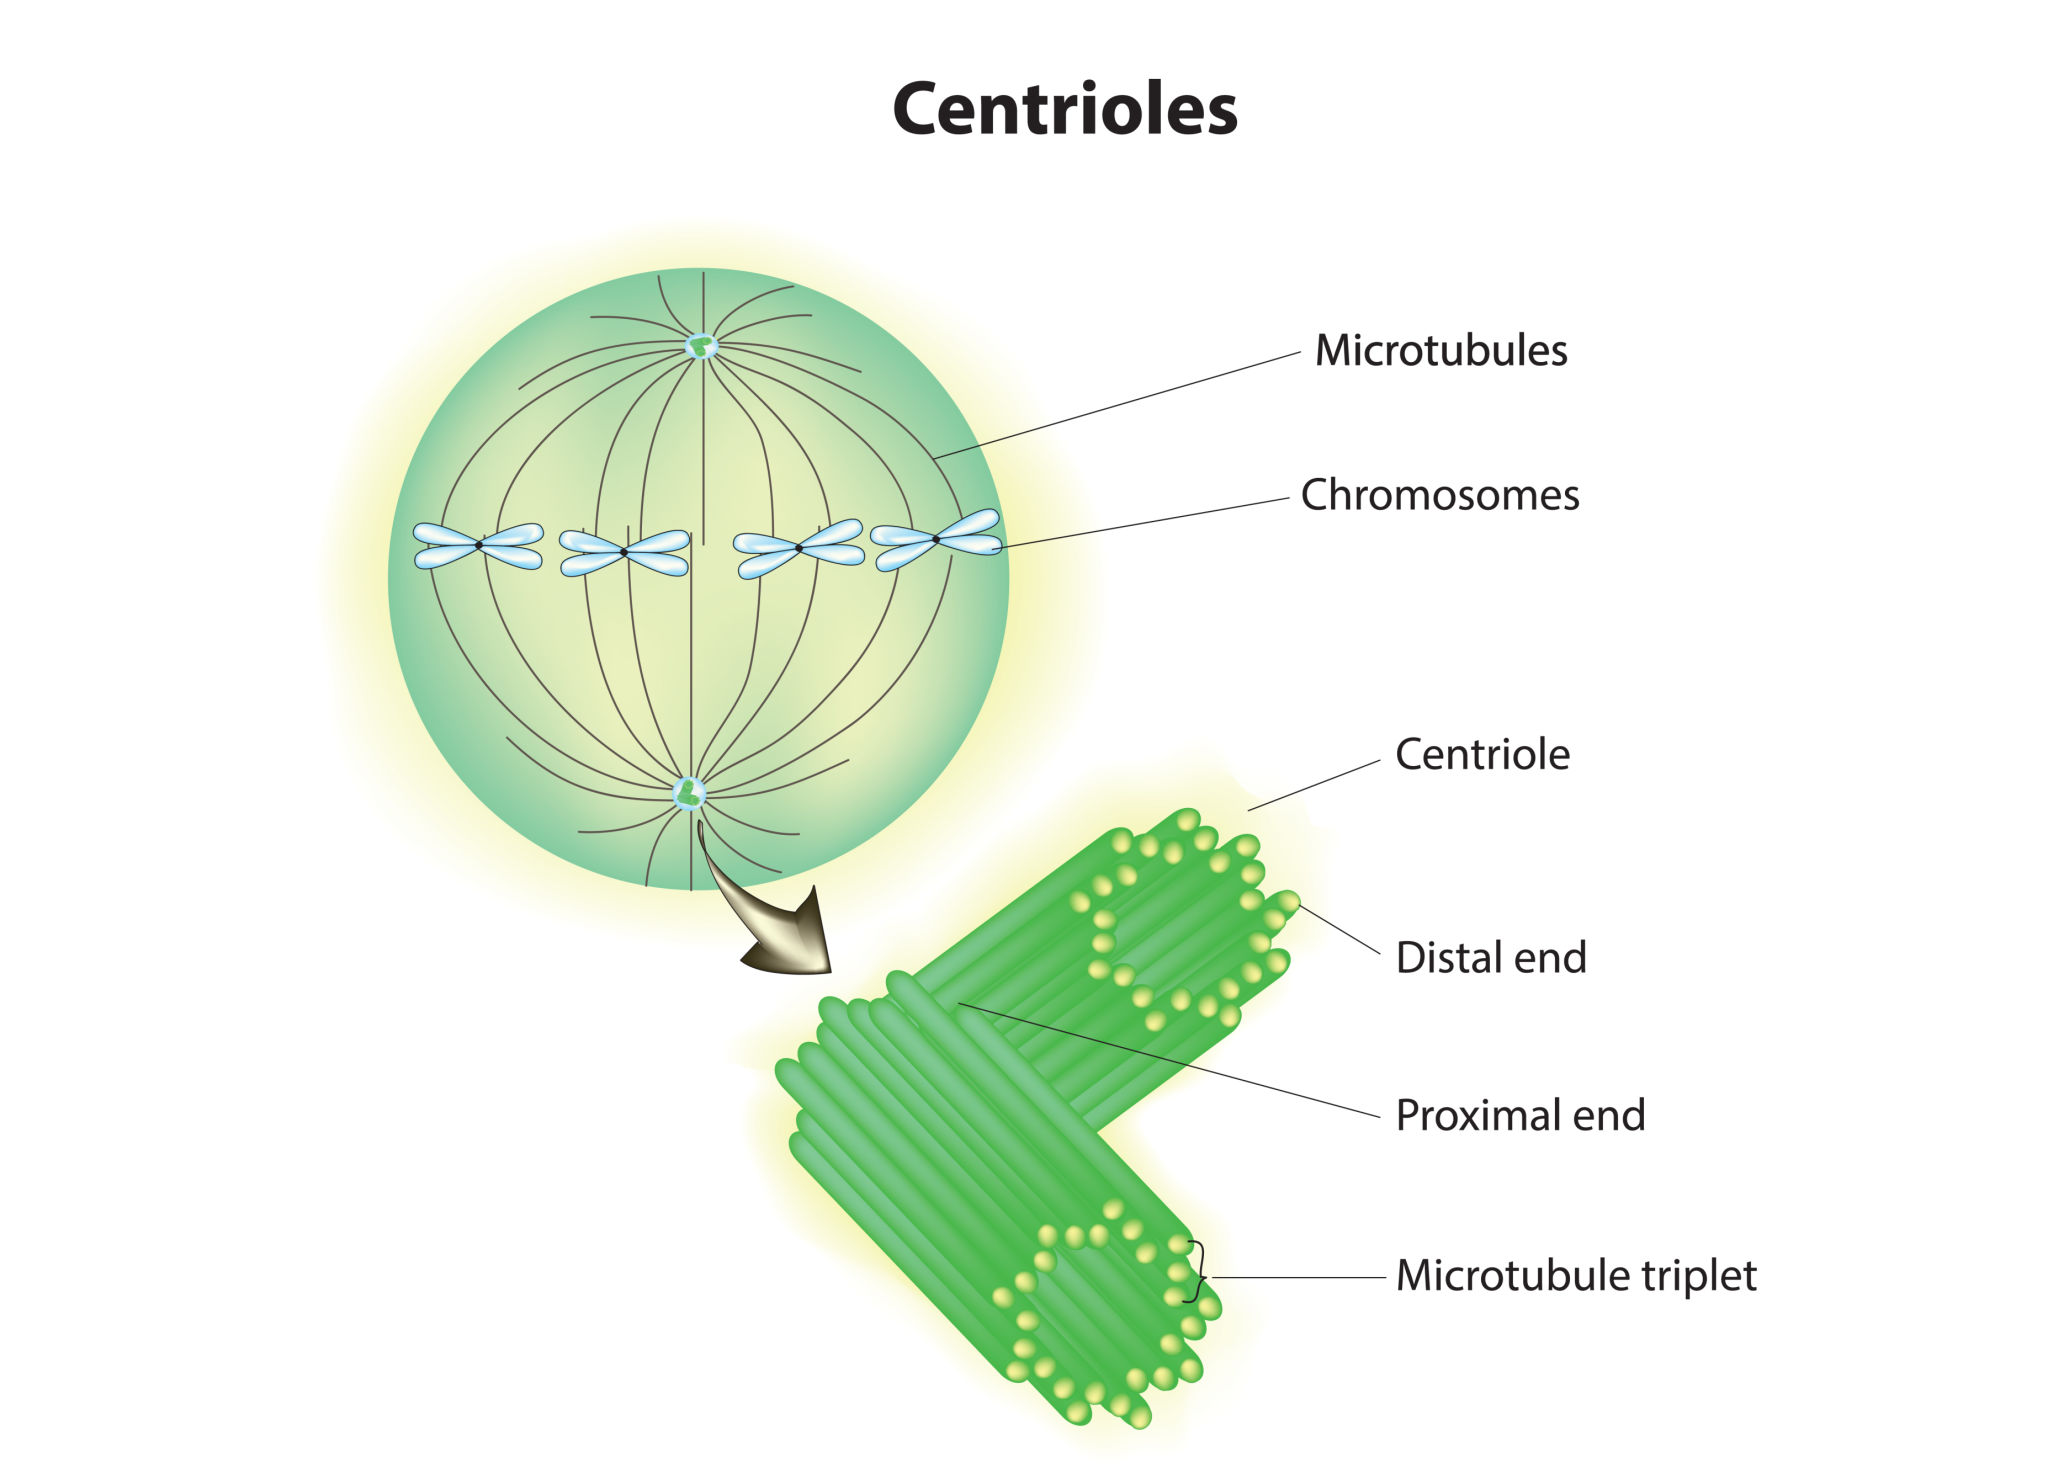 Centrioles
Microtubules
Chromosomes
Centriole
Distal end
Proximal end
Microtubule triplet